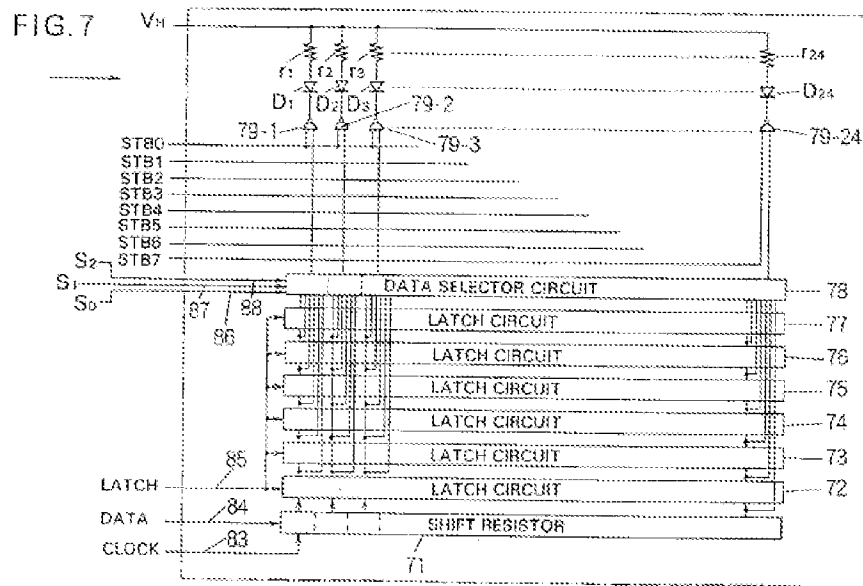 FIG. 7
VH
r1 r2 r3 r24
D1 D2 D3 D24
79-2
79-1 79-3 79-24
STB0
STB1
STB2
STB3
STB4
STB5
STB6
STB7
S2
S1
S0
87 86 88
DATA SELECTOR CIRCUIT 78
LATCH CIRCUIT 77
LATCH CIRCUIT 76
LATCH CIRCUIT 75
LATCH CIRCUIT 74
LATCH CIRCUIT 73
LATCH 85 LATCH CIRCUIT 72
DATA 84 SHIFT RESISTOR
CLOCK 83 71